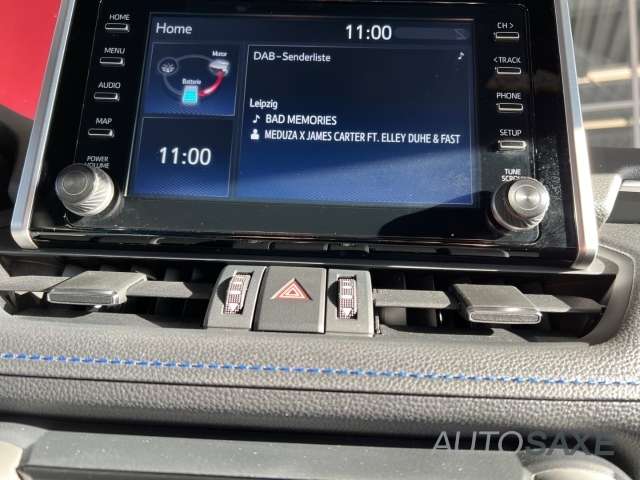 HOME
MENU
AUDIO
MAP
POWER
VOLUME
Home
11:00
Motor
Batterie
11:00
DAB-Senderliste
Leipzig
BAD MEMORIES
MEDUZA X JAMES CARTER FT. ELLEY DUHE & FAST
CH >
< TRACK
PHONE
SETUP
TUNE
SCROLL
AUTOSAXE